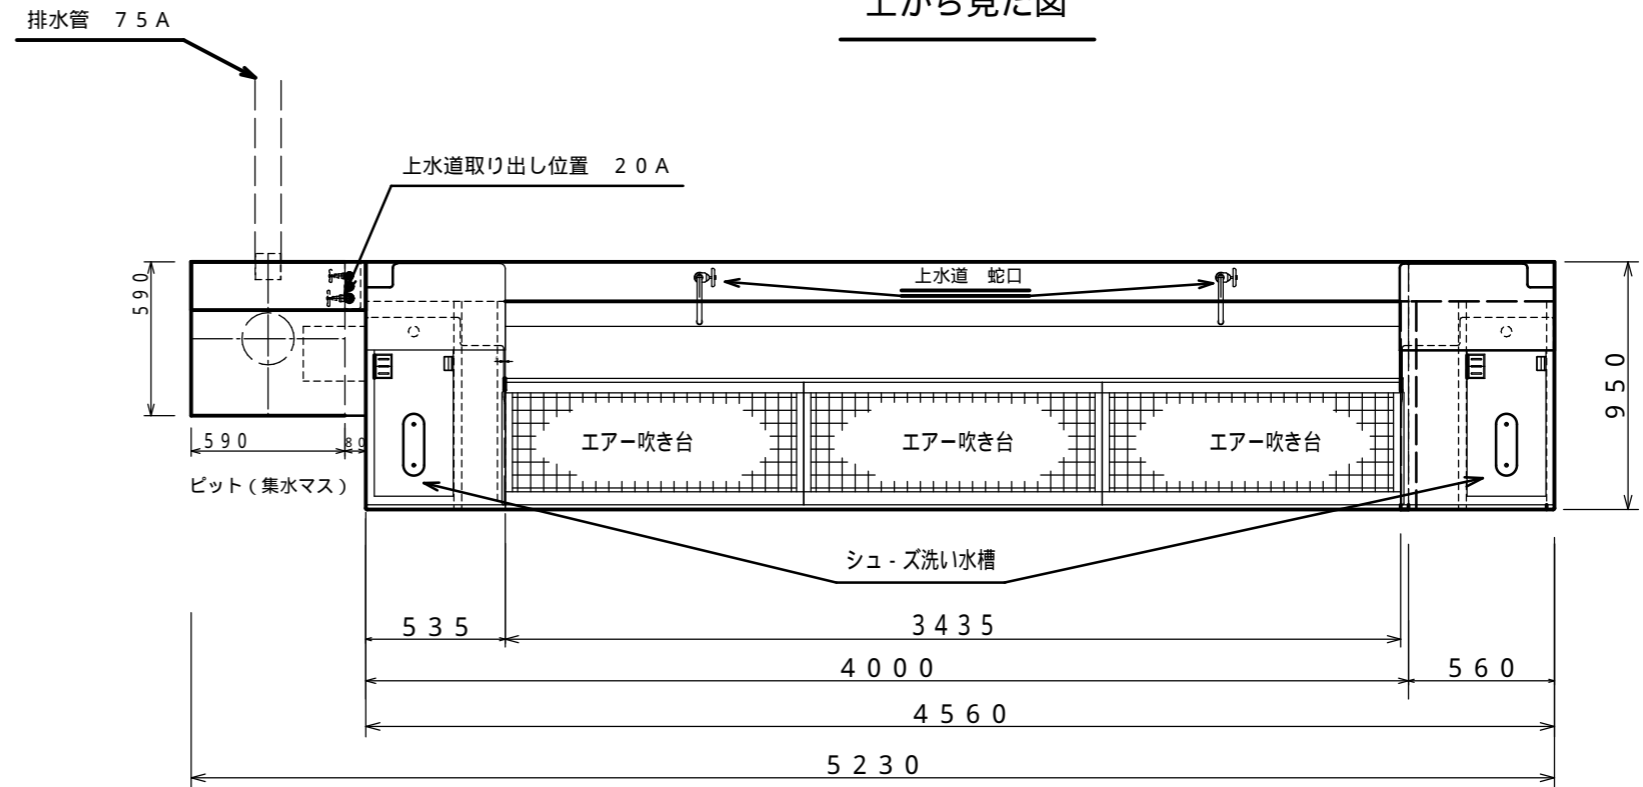 上から見た図
排水管 75A
上水道取り出し位置 20A
上水道 蛇口
590
950
エアー吹き台
エアー吹き台
エアー吹き台
590
80
ピット(集水マス)
シュ-ズ洗い水槽
535
3435
4000
560
4560
5230